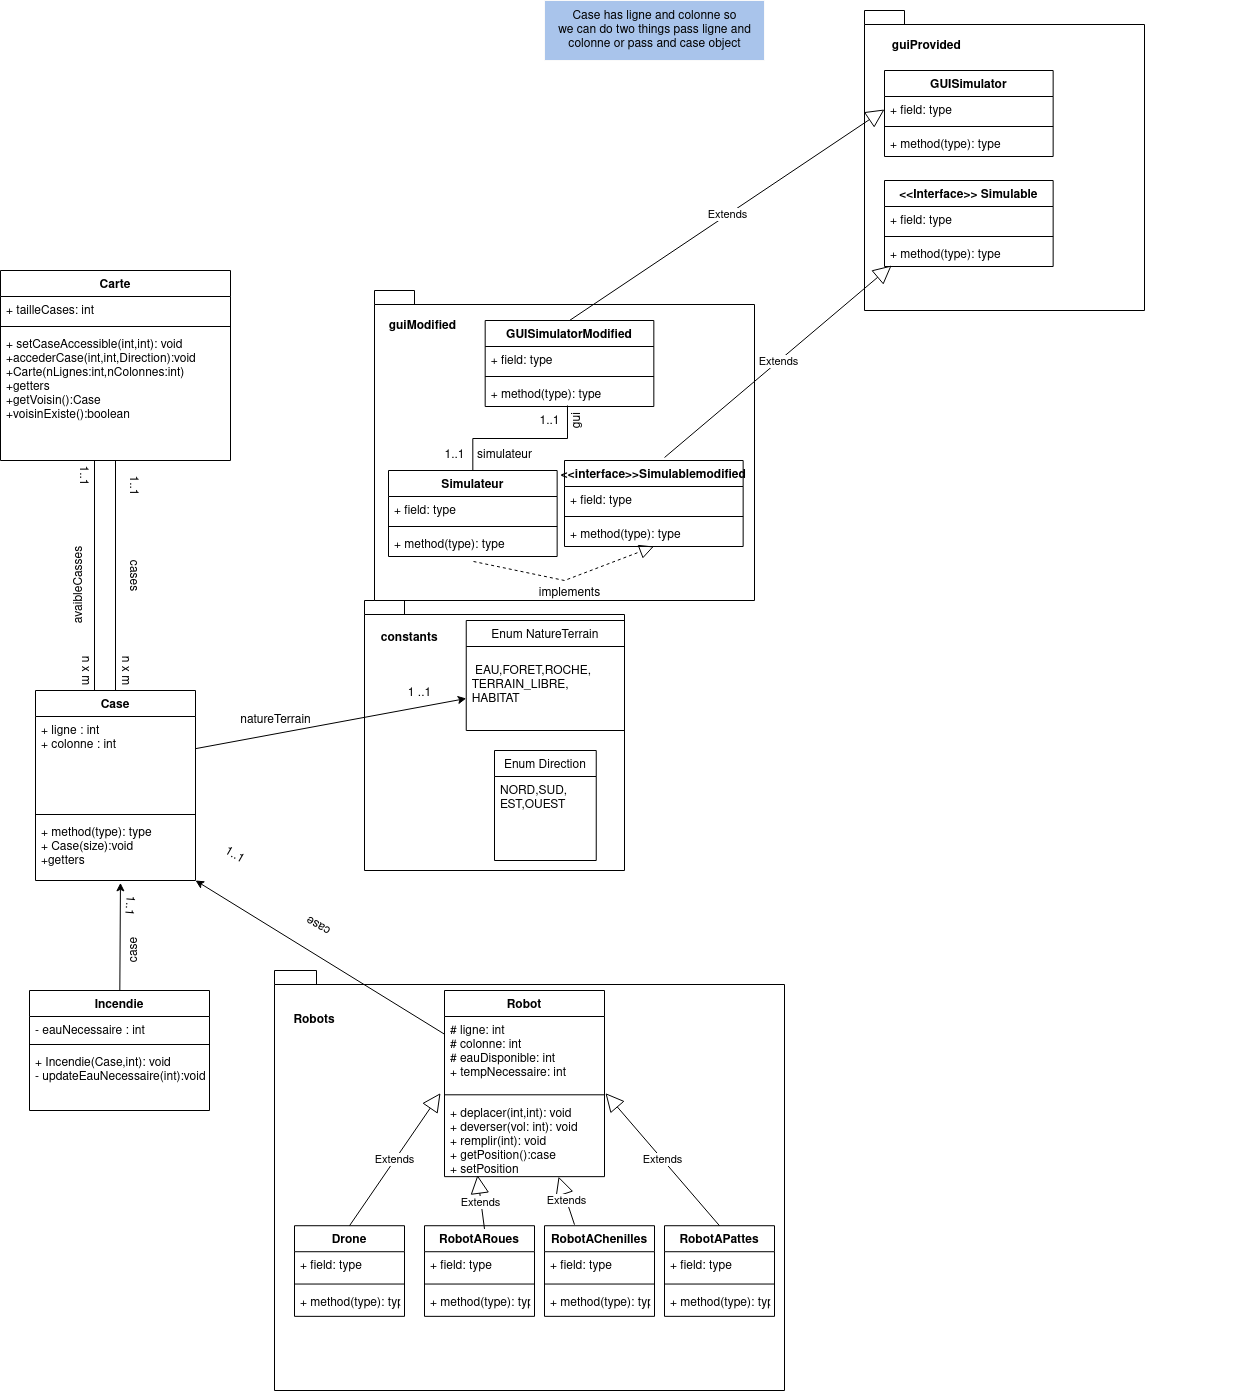 Case has ligne and colonne so
we can do two things pass ligne and
colonne or pass and case object
guiProvided
GUISimulator
+ field: type
+ method(type): type
<<Interface>> Simulable
+ field: type
+ method(type): type
Extends
Extends
Carte
+ tailleCases: int
+ setCaseAccessible(int,int): void
+accederCase(int,int,Direction):void
+Carte(nLignes:int,nColonnes:int)
+getters
+getVoisin():Case
+voisinExiste():boolean
guiModified
GUISimulatorModified
+ field: type
+ method(type): type
1..1
gui
1..1
simulateur
Simulateur
+ field: type
+ method(type): type
<<interface>>Simulablemodified
+ field: type
+ method(type): type
implements
1..1
1..1
avaibleCasses
cases
n x m
n x m
constants
Enum NatureTerrain
EAU,FORET,ROCHE,
TERRAIN_LIBRE,
HABITAT
1 ..1
natureTerrain
Enum Direction
NORD,SUD,
EST,OUEST
Case
+ ligne : int
+ colonne : int
+ method(type): type
+ Case(size):void
+getters
1..1
case
1..1
case
Incendie
- eauNecessaire : int
+ Incendie(Case,int): void
- updateEauNecessaire(int):void
Robots
Robot
# ligne: int
# colonne: int
# eauDisponible: int
+ tempNecessaire: int
+ deplacer(int,int): void
+ deverser(vol: int): void
+ remplir(int): void
+ getPosition():case
+ setPosition
Extends
Extends
Extends
Extends
Drone
+ field: type
+ method(type): typ
RobotARoues
+ field: type
+ method(type): typ
RobotAChenilles
+ field: type
+ method(type): typ
RobotAPattes
+ field: type
+ method(type): typ